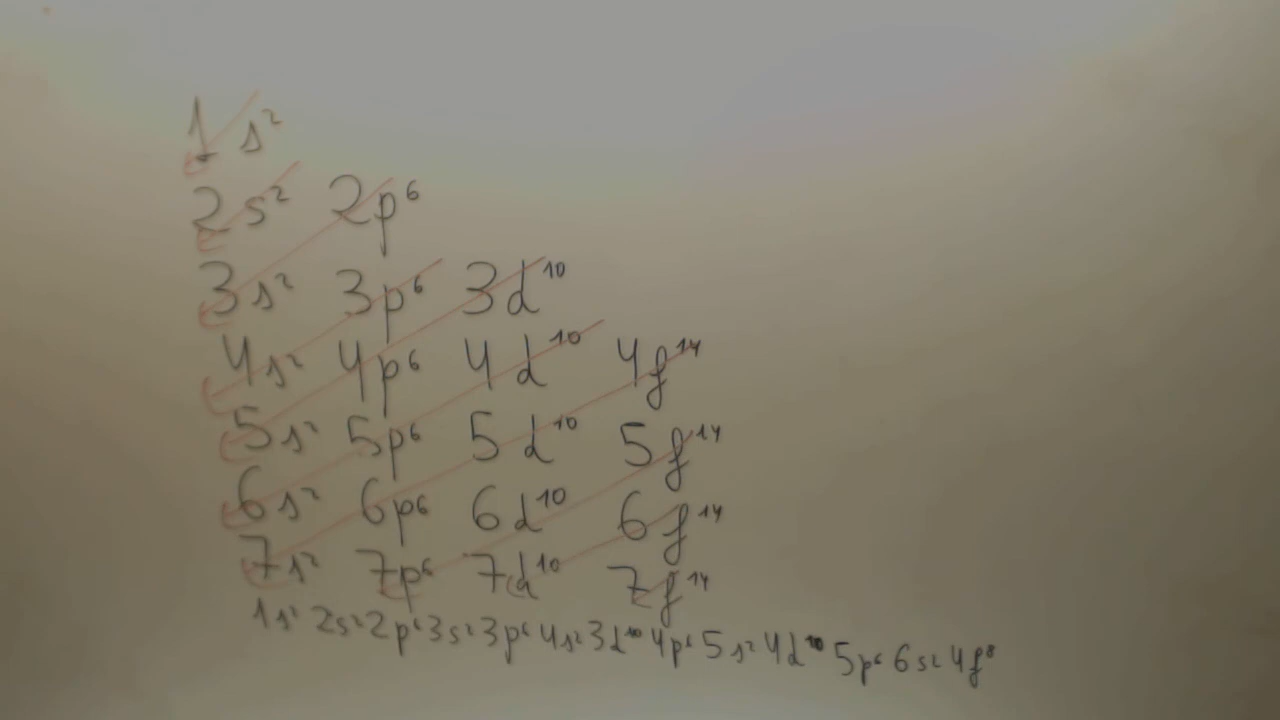 1s²
2s² 2p⁶
3s² 3p⁶ 3d¹⁰
4s² 4p⁶ 4d¹⁰ 4f¹⁴
5s² 5p⁶ 5d¹⁰ 5f¹⁴
6s² 6p⁶ 6d¹⁰ 6f¹⁴
7s² 7p⁶ 7d¹⁰ 7f¹⁴
1s² 2s² 2p⁶ 3s² 3p⁶ 4s² 3d¹⁰ 4p⁶ 5s² 4d¹⁰ 5p⁶ 6s² 4f⁸